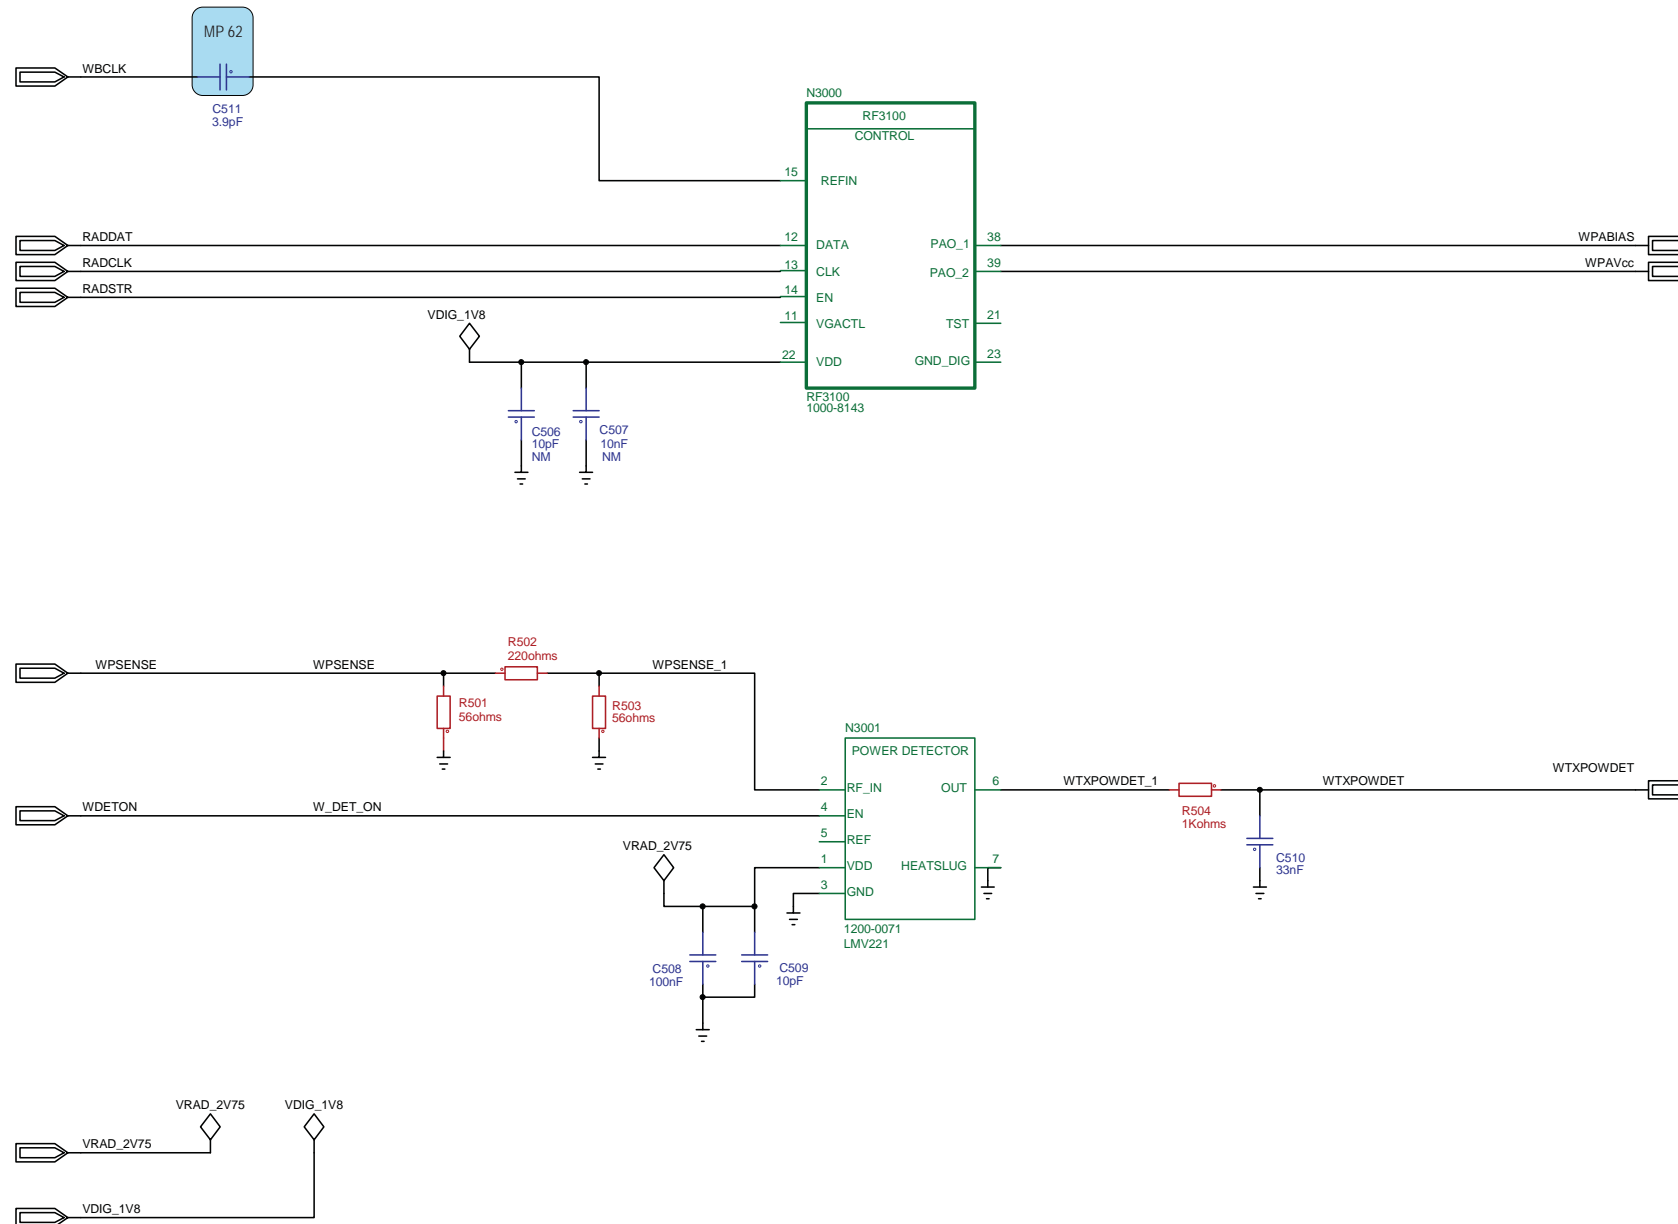 MP 62
WBCLK
C511
3.9pF
N3000
RF3100
CONTROL
15
REFIN
RADDAT
12
DATA
PAO_1
38
WPABIAS
RADCLK
13
CLK
PAO_2
39
WPAVcc
RADSTR
14
EN
VDIG_1V8
11
VGACTL
TST
21
22
VDD
GND_DIG
23
RF3100
1000-8143
C506
10pF
NM
C507
10nF
NM
R502
220ohms
WPSENSE
WPSENSE
WPSENSE_1
R501
56ohms
R503
56ohms
N3001
POWER DETECTOR
2
RF_IN
OUT
6
WTXPOWDET_1
WTXPOWDET
WTXPOWDET
R504
1Kohms
WDETON
W_DET_ON
4
EN
5
REF
VRAD_2V75
1
VDD
HEATSLUG
7
3
GND
C510
33nF
1200-0071
LMV221
C508
100nF
C509
10pF
VRAD_2V75
VDIG_1V8
VRAD_2V75
VDIG_1V8